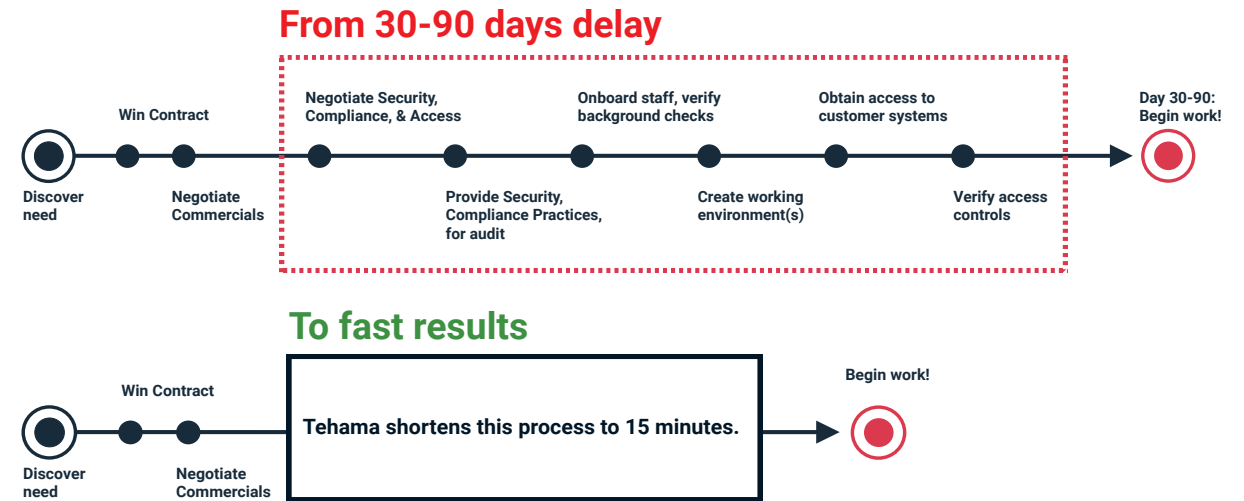 From 30-90 days delay
Win Contract
Negotiate Security,
Compliance, & Access
Onboard staff, verify
background checks
Obtain access to
customer systems
Day 30-90:
Begin work!
Discover
need
Negotiate
Commercials
Provide Security,
Compliance Practices,
for audit
Create working
environment(s)
Verify access
controls
To fast results
Win Contract
Begin work!
Tehama shortens this process to 15 minutes.
Discover
need
Negotiate
Commercials